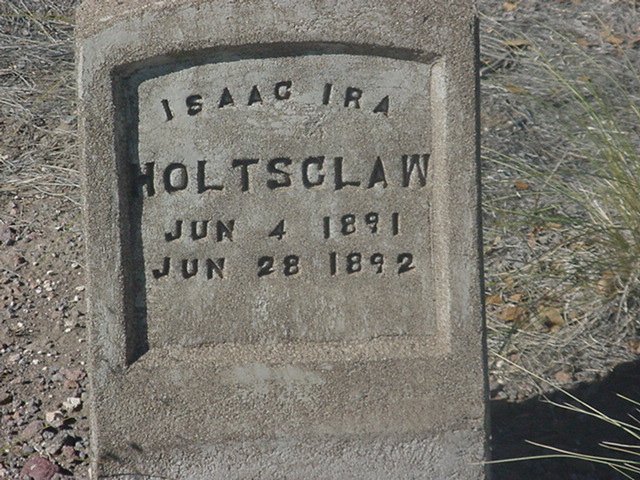 ISAAC IRA
HOLTSCLAW
JUN 4 1891
JUN 28 1892